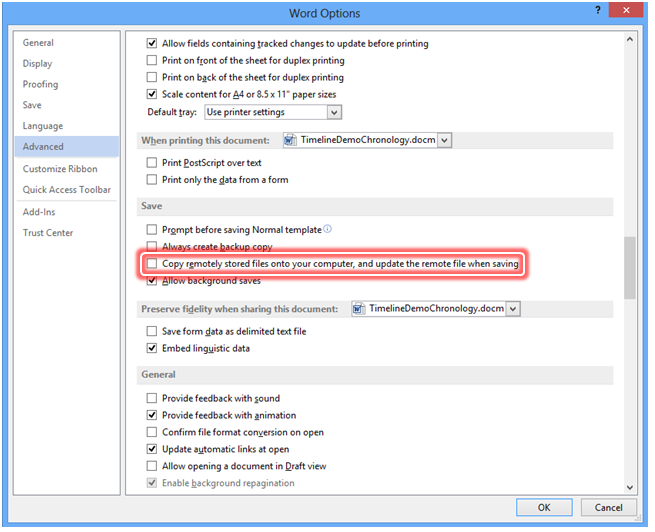 Word Options
?
General
Display
Proofing
Save
Language
Advanced
Customize Ribbon
Quick Access Toolbar
Add-Ins
Trust Center
Allow fields containing tracked changes to update before printing
Print on front of the sheet for duplex printing
Print on back of the sheet for duplex printing
Scale content for A4 or 8.5 x 11" paper sizes
Default tray: Use printer settings
When printing this document: TimelineDemoChronology.docm
Print PostScript over text
Print only the data from a form
Save
Prompt before saving Normal template
Always create backup copy
Copy remotely stored files onto your computer, and update the remote file when saving
Allow background saves
Preserve fidelity when sharing this document: TimelineDemoChronology.docm
Save form data as delimited text file
Embed linguistic data
General
Provide feedback with sound
Provide feedback with animation
Confirm file format conversion on open
Update automatic links at open
Allow opening a document in Draft view
Enable background repagination
OK Cancel